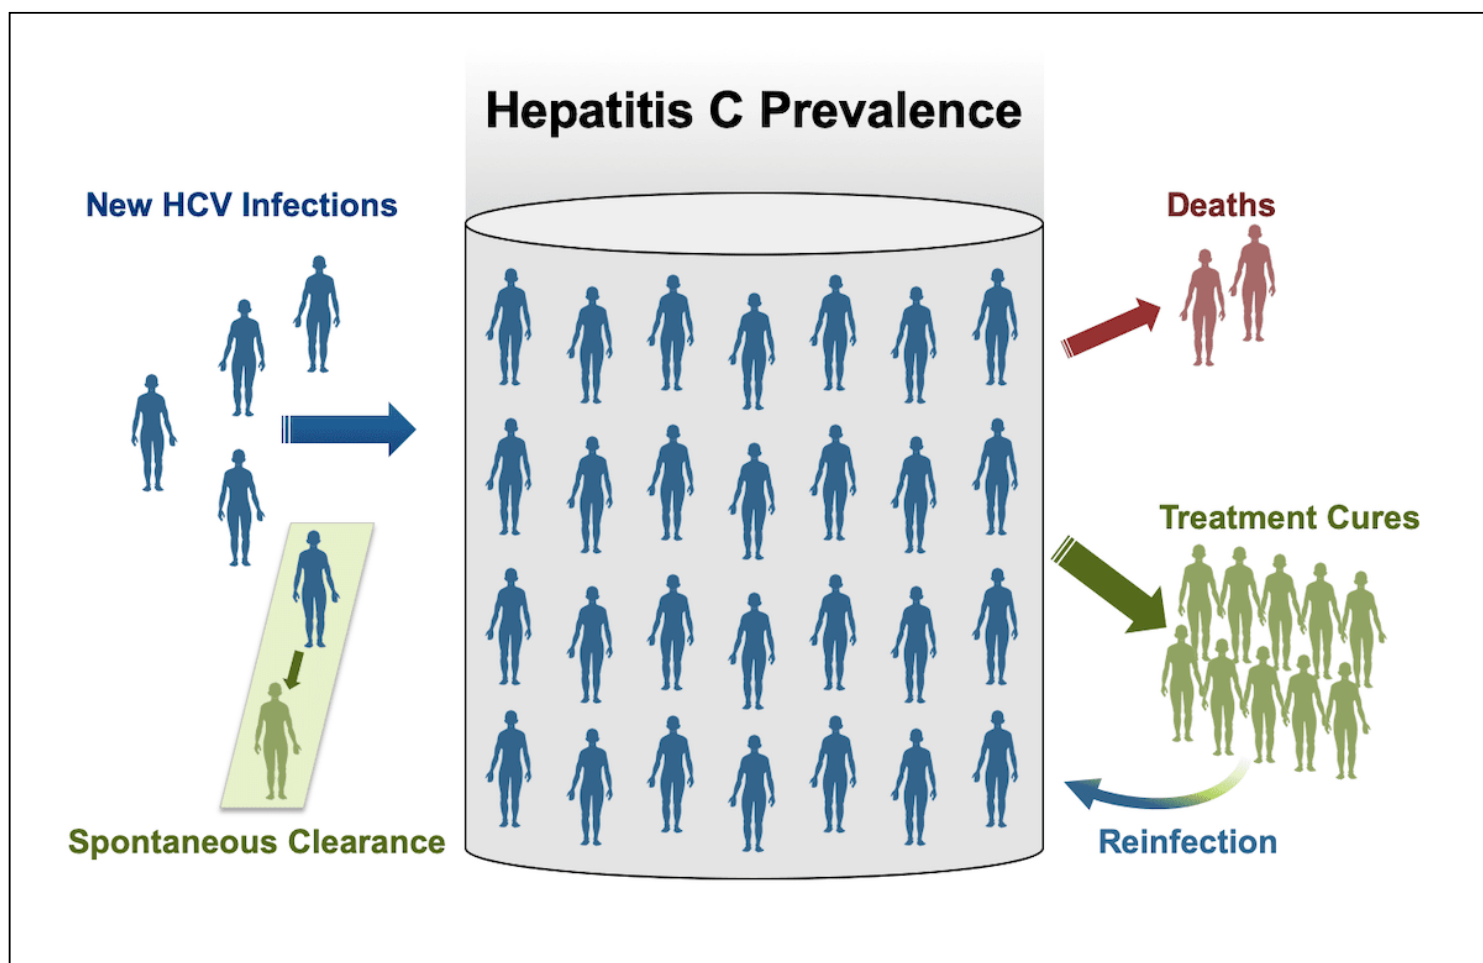 Hepatitis C Prevalence
New HCV Infections
Deaths
Treatment Cures
Spontaneous Clearance
Reinfection